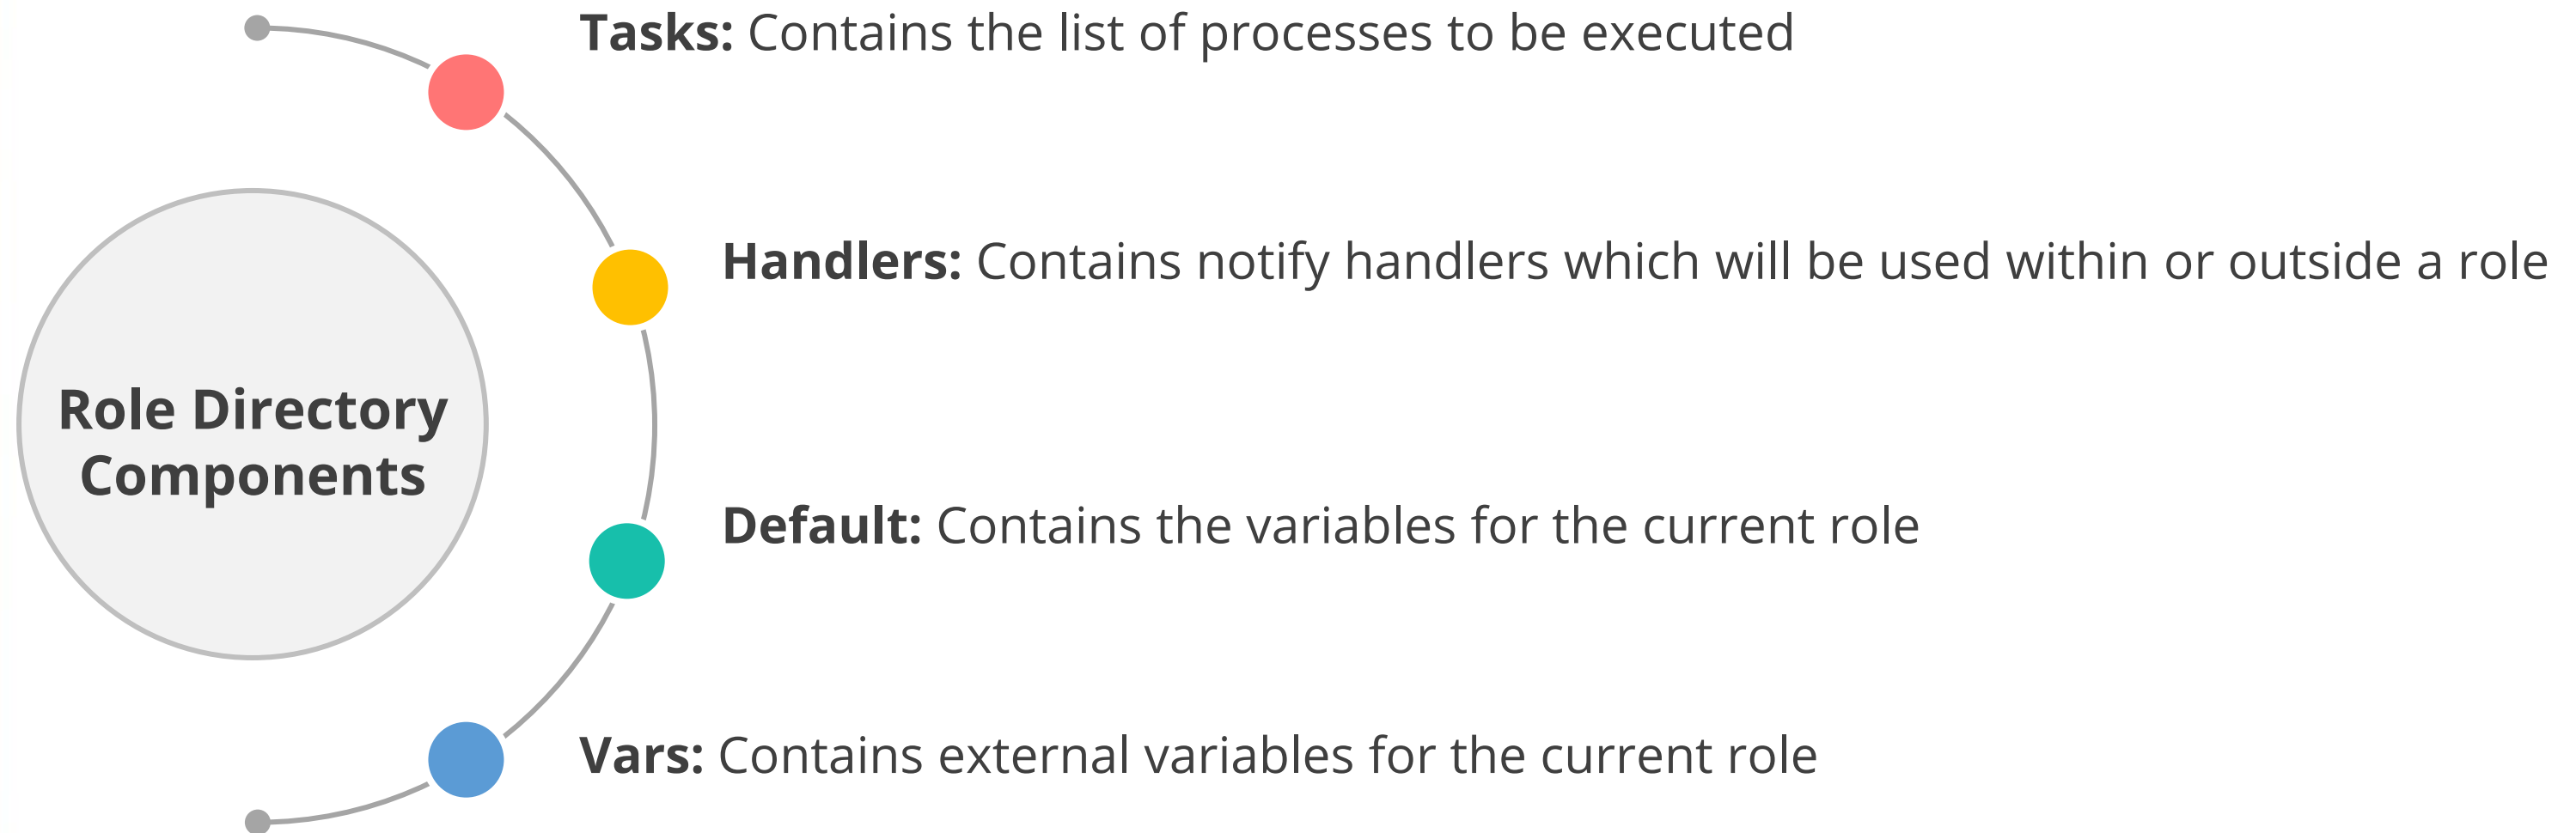 Tasks: Contains the list of processes to be executed
Handlers: Contains notify handlers which will be used within or outside a role
Role Directory
Components
Default: Contains the variables for the current role
Vars: Contains external variables for the current role